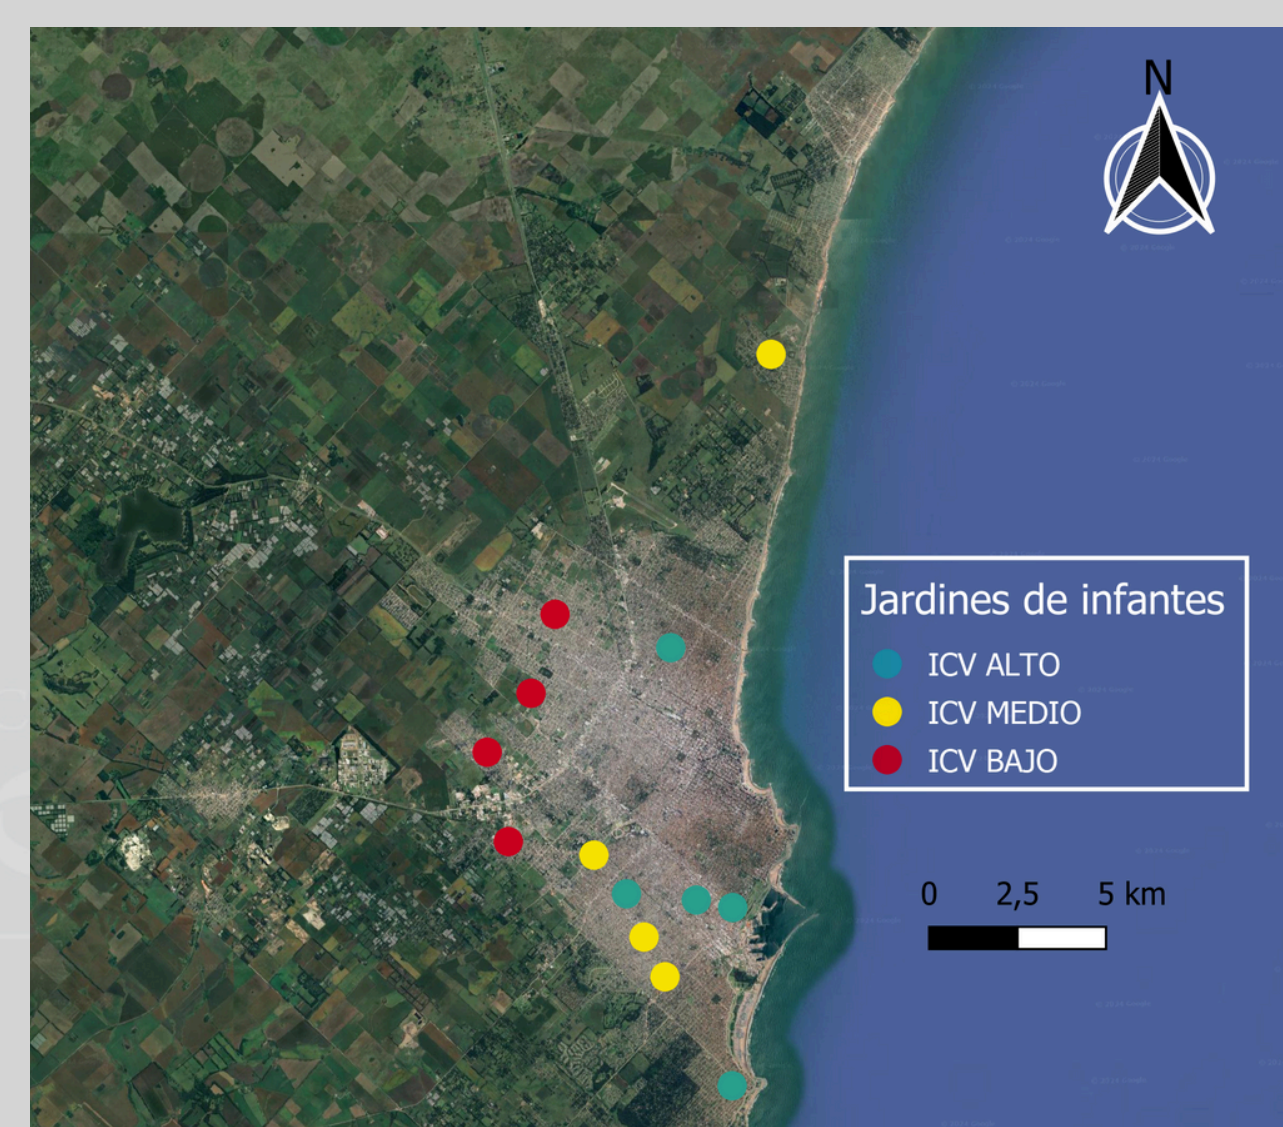 N
Jardines de infantes
ICV ALTO
ICV MEDIO
ICV BAJO
0 2,5 5 km